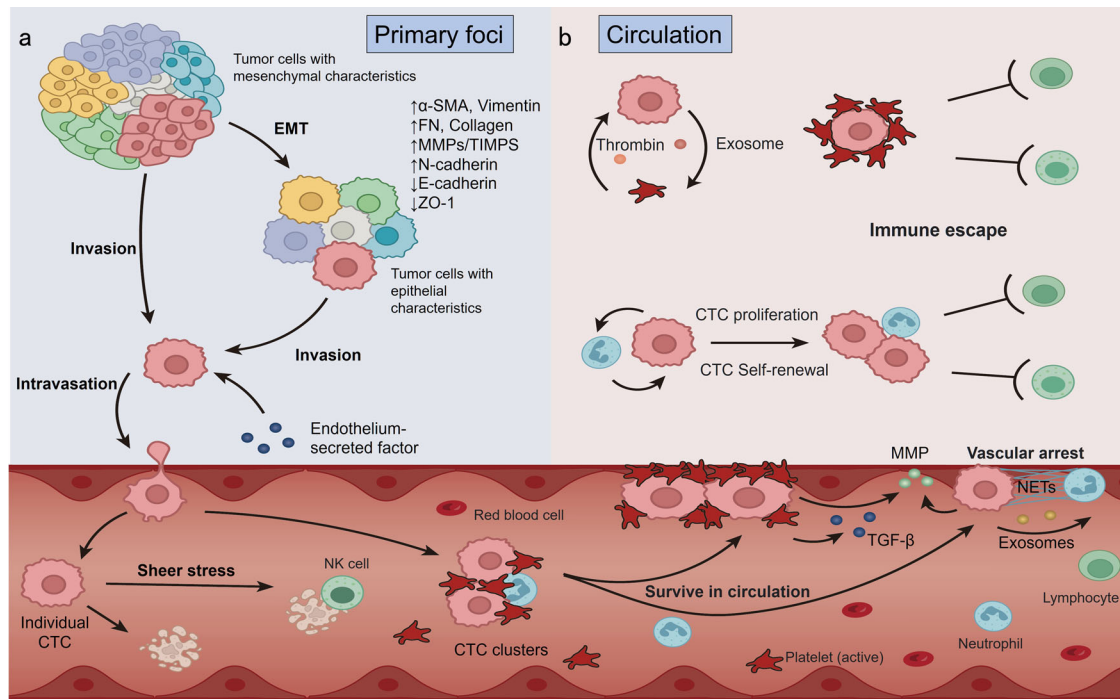 a
Primary foci
Tumor cells with
mesenchymal characteristics
EMT
↑α-SMA, Vimentin
↑FN, Collagen
↑MMPs/TIMPS
↑N-cadherin
↓E-cadherin
↓ZO-1
Invasion
Tumor cells with
epithelial
characteristics
Invasion
Intravasation
Endothelium-
secreted factor
b
Circulation
Thrombin
Exosome
Immune escape
CTC proliferation
CTC Self-renewal
MMP
Vascular arrest
NETs
Red blood cell
TGF-β
Exosomes
NK cell
Sheer stress
Survive in circulation
Lymphocyte
Individual
CTC
CTC clusters
Neutrophil
Platelet (active)